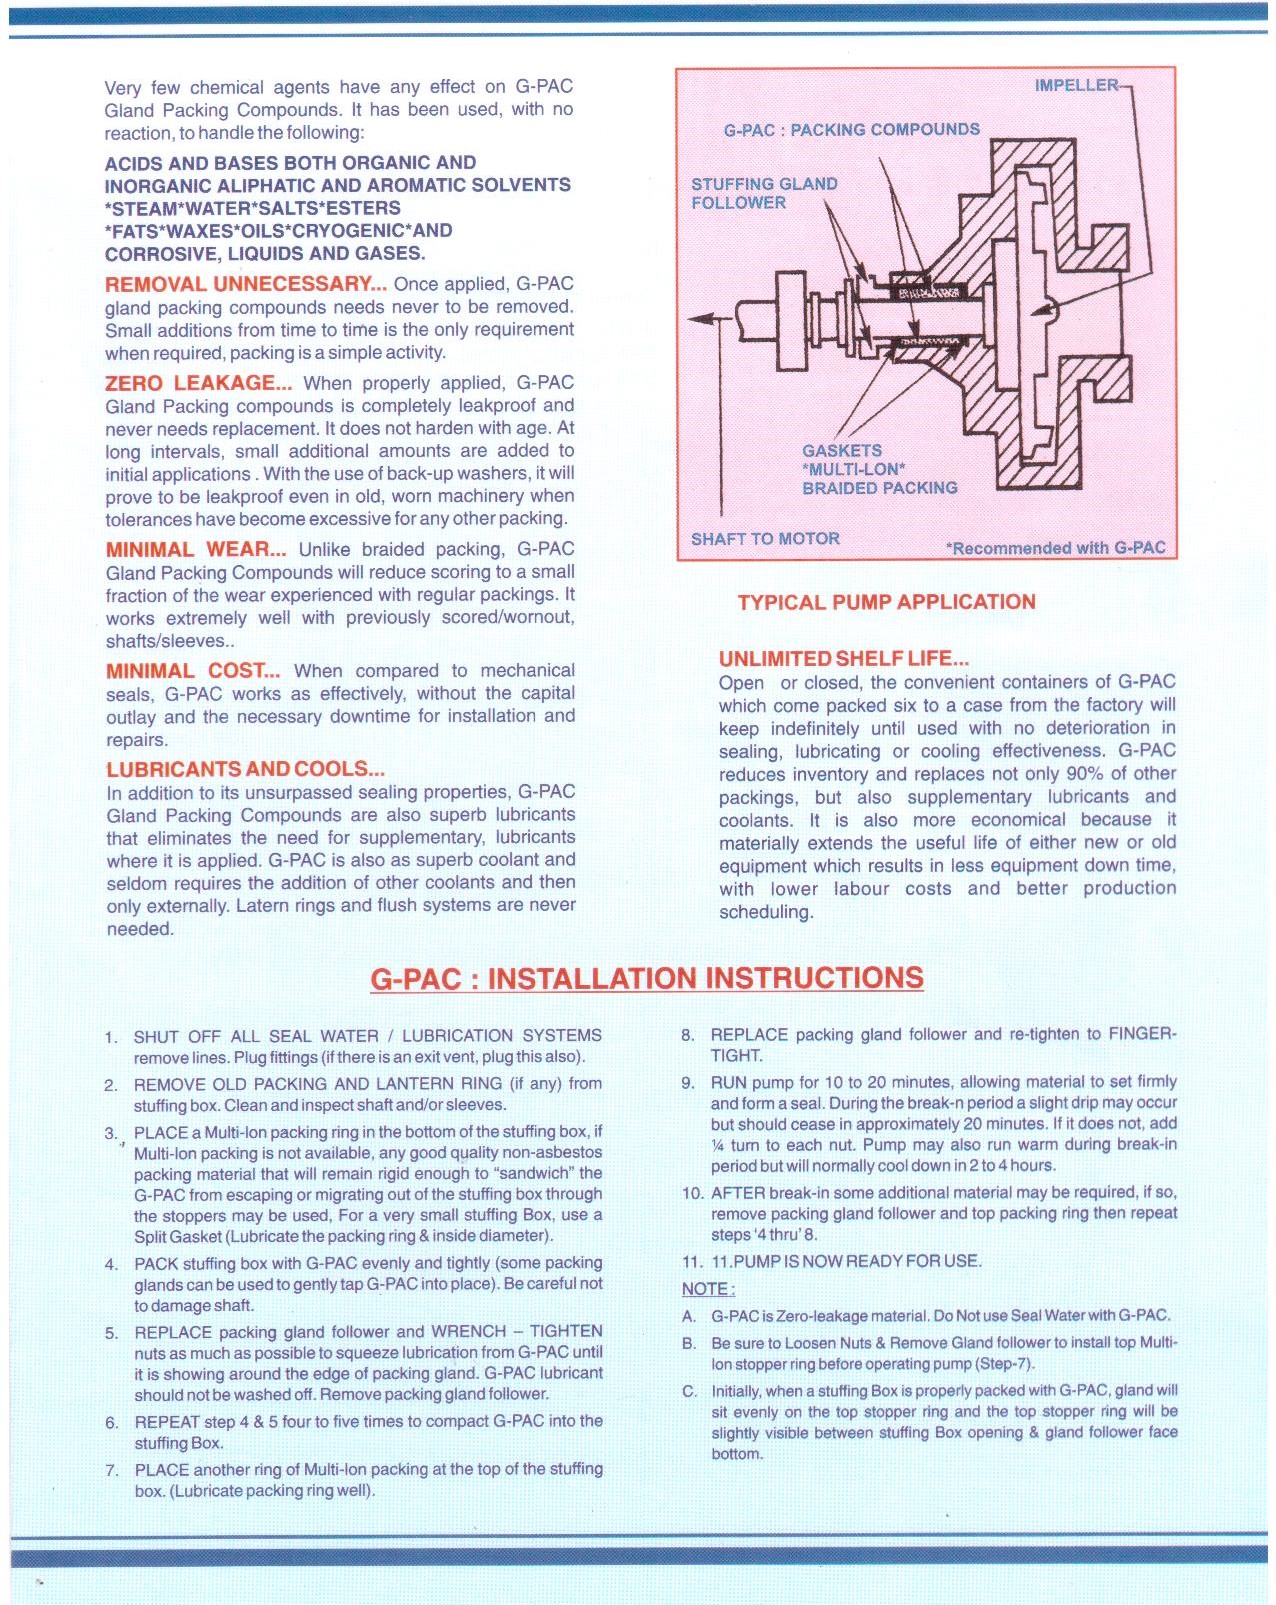 Very few chemical agents have any effect on G-PAC
Gland Packing Compounds. It has been used, with no
reaction, to handle the following:
ACIDS AND BASES BOTH ORGANIC AND
INORGANIC ALIPHATIC AND AROMATIC SOLVENTS
*STEAM*WATER*SALTS*ESTERS
*FATS*WAXES*OILS*CRYOGENIC*AND
CORROSIVE, LIQUIDS AND GASES.
REMOVAL UNNECESSARY... Once applied, G-PAC
gland packing compounds needs never to be removed.
Small additions from time to time is the only requirement
when required, packing is a simple activity.
ZERO LEAKAGE... When properly applied, G-PAC
Gland Packing compounds is completely leakproof and
never needs replacement. It does not harden with age. At
long intervals, small additional amounts are added to
initial applications . With the use of back-up washers, it will
prove to be leakproof even in old, worn machinery when
tolerances have become excessive for any other packing.
MINIMAL WEAR... Unlike braided packing, G-PAC
Gland Packing Compounds will reduce scoring to a small
fraction of the wear experienced with regular packings. It
works extremely well with previously scored/wornout,
shafts/sleeves..
MINIMAL COST... When compared to mechanical
seals, G-PAC works as effectively, without the capital
outlay and the necessary downtime for installation and
repairs.
LUBRICANTS AND COOLS...
In addition to its unsurpassed sealing properties, G-PAC
Gland Packing Compounds are also superb lubricants
that eliminates the need for supplementary, lubricants
where it is applied. G-PAC is also as superb coolant and
seldom requires the addition of other coolants and then
only externally. Latern rings and flush systems are never
needed.
IMPELLER
G-PAC : PACKING COMPOUNDS
STUFFING GLAND
FOLLOWER
GASKETS
*MULTI-LON*
BRAIDED PACKING
SHAFT TO MOTOR
*Recommended with G-PAC
TYPICAL PUMP APPLICATION
UNLIMITED SHELF LIFE...
Open or closed, the convenient containers of G-PAC
which come packed six to a case from the factory will
keep indefinitely until used with no deterioration in
sealing, lubricating or cooling effectiveness. G-PAC
reduces inventory and replaces not only 90% of other
packings, but also supplementary lubricants and
coolants. It is also more economical because it
materially extends the useful life of either new or old
equipment which results in less equipment down time,
with lower labour costs and better production
scheduling.
G-PAC : INSTALLATION INSTRUCTIONS
1. SHUT OFF ALL SEAL WATER / LUBRICATION SYSTEMS
remove lines. Plug fittings (if there is an exit vent, plug this also).
2. REMOVE OLD PACKING AND LANTERN RING (if any) from
stuffing box. Clean and inspect shaft and/or sleeves.
3. PLACE a Multi-lon packing ring in the bottom of the stuffing box, if
Multi-lon packing is not available, any good quality non-asbestos
packing material that will remain rigid enough to "sandwich" the
G-PAC from escaping or migrating out of the stuffing box through
the stoppers may be used, For a very small stuffing Box, use a
Split Gasket (Lubricate the packing ring & inside diameter).
4. PACK stuffing box with G-PAC evenly and tightly (some packing
glands can be used to gently tap G-PAC into place). Be careful not
to damage shaft.
5. REPLACE packing gland follower and WRENCH – TIGHTEN
nuts as much as possible to squeeze lubrication from G-PAC until
it is showing around the edge of packing gland. G-PAC lubricant
should not be washed off. Remove packing gland follower.
6. REPEAT step 4 & 5 four to five times to compact G-PAC into the
stuffing Box.
7. PLACE another ring of Multi-lon packing at the top of the stuffing
box. (Lubricate packing ring well).
8. REPLACE packing gland follower and re-tighten to FINGER-
TIGHT.
9. RUN pump for 10 to 20 minutes, allowing material to set firmly
and form a seal. During the break-n period a slight drip may occur
but should cease in approximately 20 minutes. If it does not, add
¼ turn to each nut. Pump may also run warm during break-in
period but will normally cool down in 2 to 4 hours.
10. AFTER break-in some additional material may be required, if so,
remove packing gland follower and top packing ring then repeat
steps '4 thru' 8.
11. 11.PUMP IS NOW READY FOR USE.
NOTE :
A. G-PAC is Zero-leakage material. Do Not use Seal Water with G-PAC.
B. Be sure to Loosen Nuts & Remove Gland follower to install top Multi-
lon stopper ring before operating pump (Step-7).
C. Initially, when a stuffing Box is properly packed with G-PAC, gland will
sit evenly on the top stopper ring and the top stopper ring will be
slightly visible between stuffing Box opening & gland follower face
bottom.